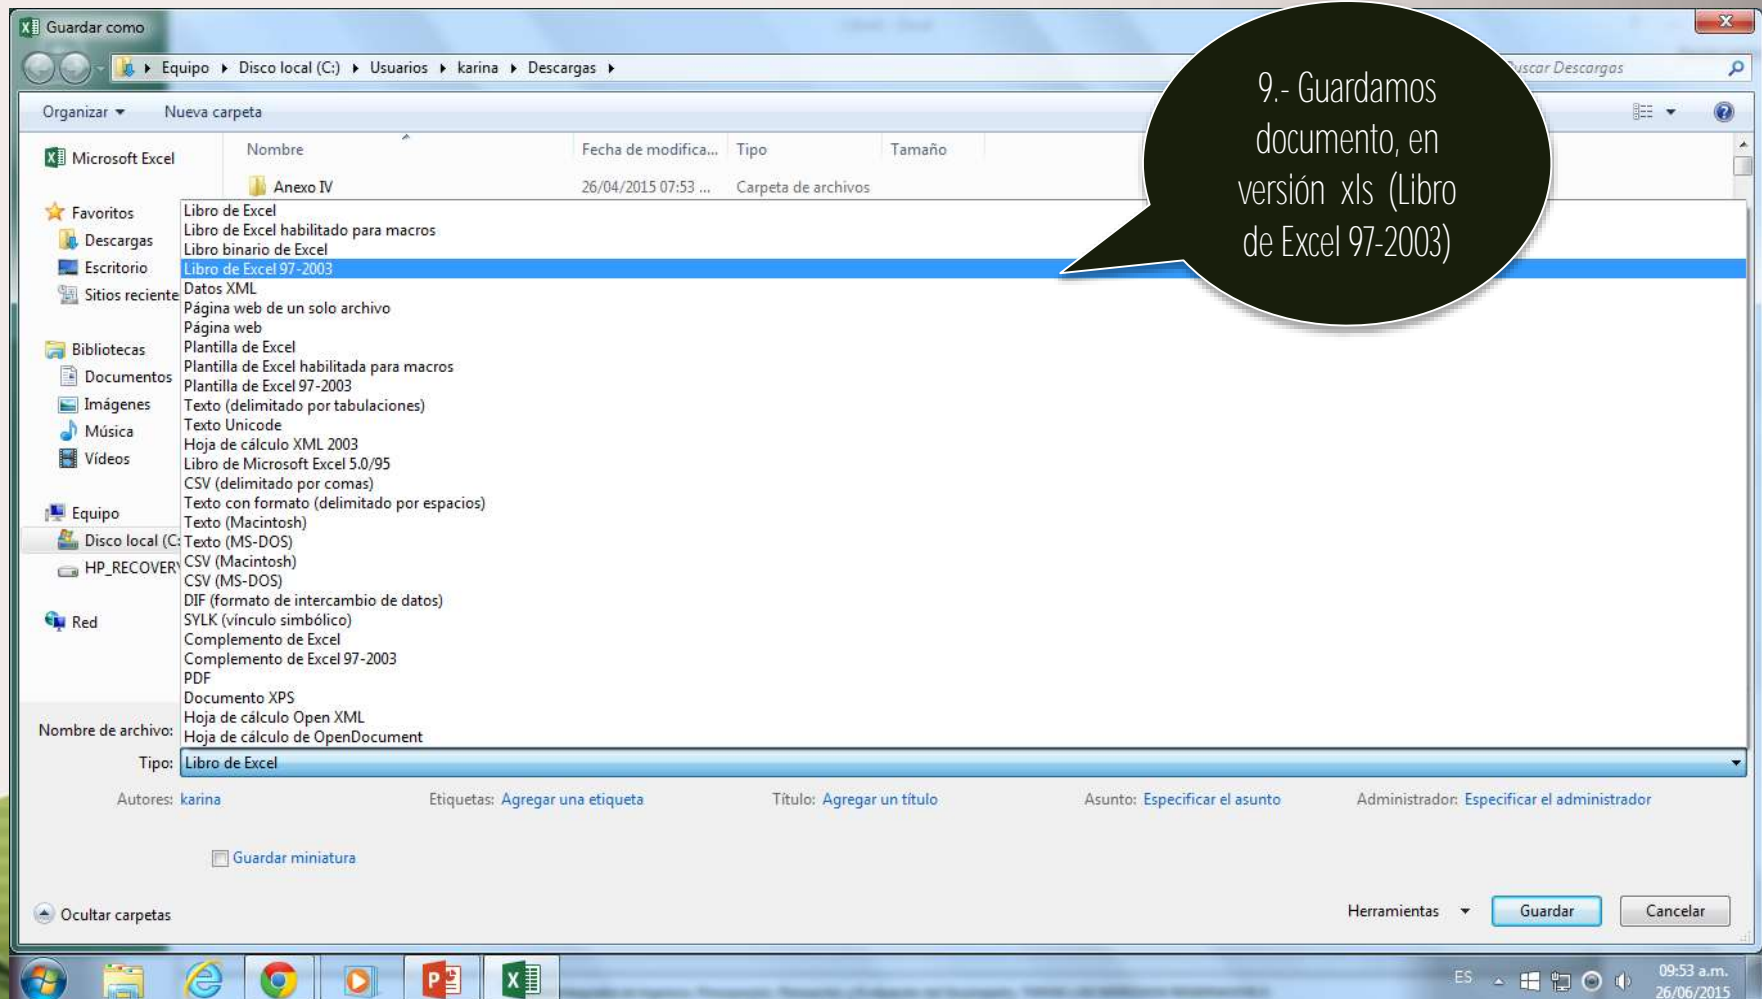 Guardar como
Equipo Disco local (C:) Usuarios karina Descargas
Buscar Descargas
Organizar Nueva carpeta
9.- Guardamos
documento, en
versión xls (Libro
de Excel 97-2003)
Microsoft Excel
Favoritos
Descargas
Escritorio
Sitios reciente
Bibliotecas
Documentos
Imágenes
Música
Vídeos
Equipo
Disco local (C:
HP_RECOVERY
Red
Nombre Fecha de modifica... Tipo Tamaño
Anexo IV 26/04/2015 07:53 ... Carpeta de archivos
Libro de Excel
Libro de Excel habilitado para macros
Libro binario de Excel
Libro de Excel 97-2003
Datos XML
Página web de un solo archivo
Página web
Plantilla de Excel
Plantilla de Excel habilitada para macros
Plantilla de Excel 97-2003
Texto (delimitado por tabulaciones)
Texto Unicode
Hoja de cálculo XML 2003
Libro de Microsoft Excel 5.0/95
CSV (delimitado por comas)
Texto con formato (delimitado por espacios)
Texto (Macintosh)
Texto (MS-DOS)
CSV (Macintosh)
CSV (MS-DOS)
DIF (formato de intercambio de datos)
SYLK (vínculo simbólico)
Complemento de Excel
Complemento de Excel 97-2003
PDF
Documento XPS
Hoja de cálculo Open XML
Hoja de cálculo de OpenDocument
Nombre de archivo:
Tipo: Libro de Excel
Autores: karina Etiquetas: Agregar una etiqueta Título: Agregar un título Asunto: Especificar el asunto Administrador: Especificar el administrador
Guardar miniatura
Ocultar carpetas Herramientas Guardar Cancelar
ES 09:53 a.m.
26/06/2015